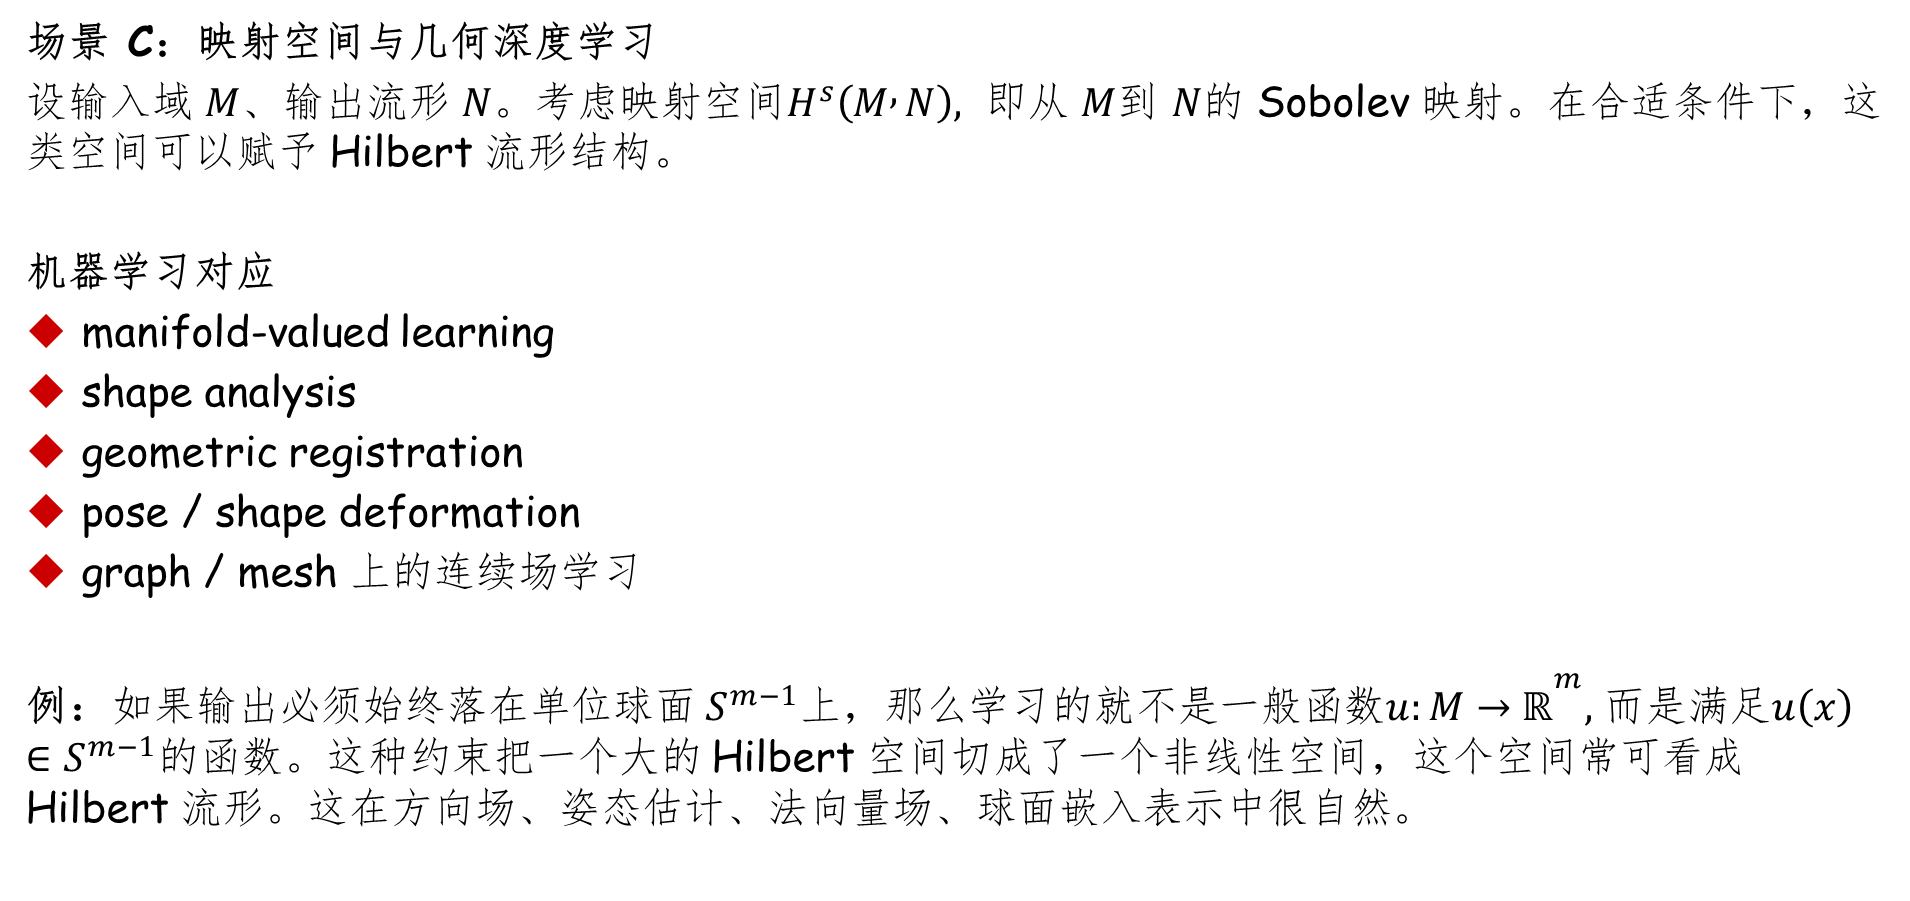 场景 C：映射空间与几何深度学习
设输入域 M、输出流形 N。考虑映射空间Hˢ(M, N), 即从 M到 N的 Sobolev 映射。在合适条件下，这
类空间可以赋予 Hilbert 流形结构。
机器学习对应
◆ manifold-valued learning
◆ shape analysis
◆ geometric registration
◆ pose / shape deformation
◆ graph / mesh 上的连续场学习
例：如果输出必须始终落在单位球面 Sᵐ⁻¹上，那么学习的就不是一般函数u: M → ℝᵐ, 而是满足u(x)
∈ Sᵐ⁻¹的函数。这种约束把一个大的 Hilbert 空间切成了一个非线性空间，这个空间常可看成
Hilbert 流形。这在方向场、姿态估计、法向量场、球面嵌入表示中很自然。